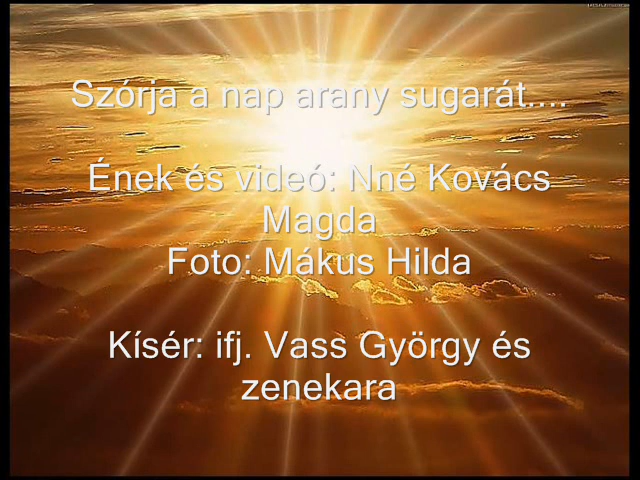 Szórja a nap arany sugarát....
Ének és videó: Nné Kovács
Magda
Foto: Mákus Hilda
Kísér: ifj. Vass György és
zenekara